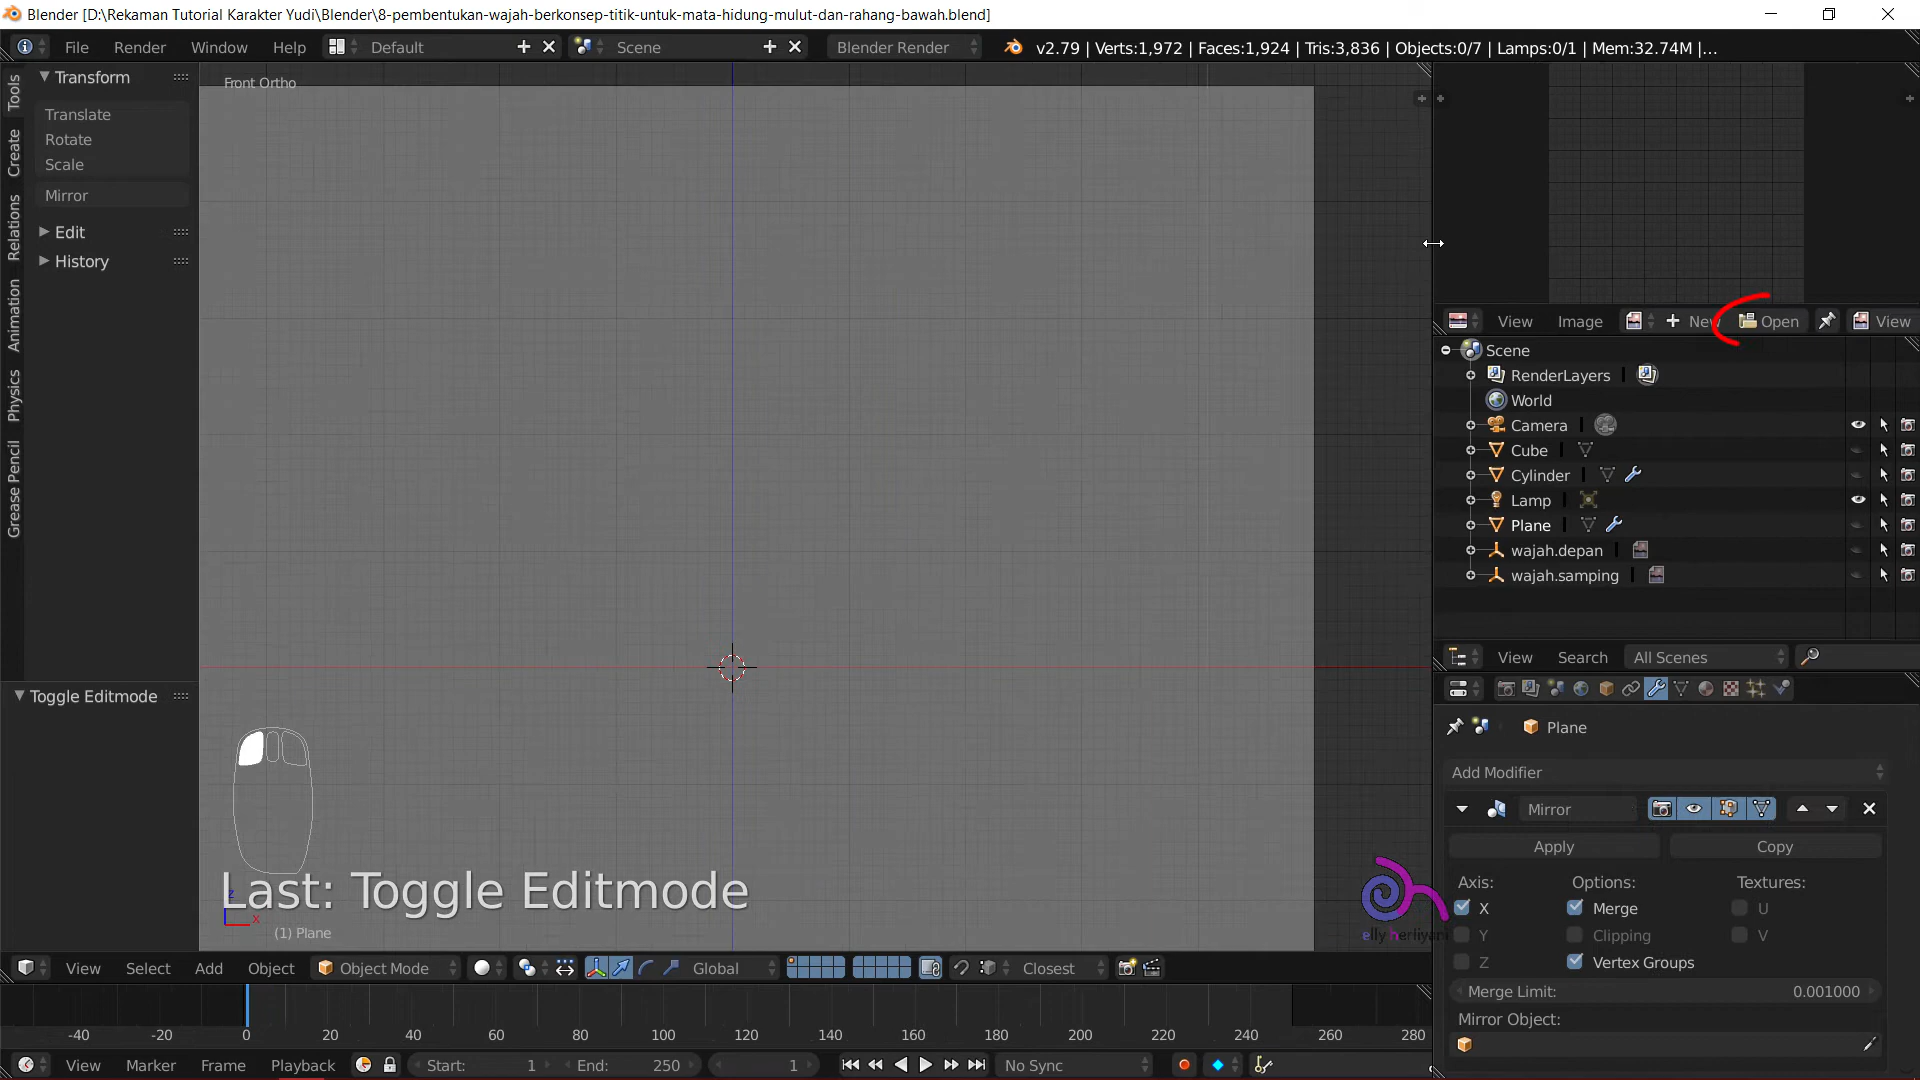 Blender [D:\Rekaman Tutorial Karakter Yudi\Blender\8-pembentukan-wajah-berkonsep-titik-untuk-mata-hidung-mulut-dan-rahang-bawah.blend]
File Render Window Help Default Scene Blender Render v2.79 | Verts:1,972 | Faces:1,924 | Tris:3,836 | Objects:0/7 | Lamps:0/1 | Mem:32.74M |...
Transform
Translate
Rotate
Scale
Mirror
Edit
History
Tools
Create
Relations
Animation
Physics
Grease Pencil
Toggle Editmode
Front Ortho
Last: Toggle Editmode
z
x
(1) Plane
elly herliyani
View Select Add Object Object Mode Global Closest
-40 -20 0 20 40 60 80 100 120 140 160 180 200 220 240 260 280
View Marker Frame Playback Start: 1 End: 250 1 No Sync
View Image New Open View
Scene
RenderLayers
World
Camera
Cube
Cylinder
Lamp
Plane
wajah.depan
wajah.samping
View Search All Scenes
Plane
Add Modifier
Mirror
Apply Copy
Axis: Options: Textures:
X Merge U
Y Clipping V
Z Vertex Groups
Merge Limit: 0.001000
Mirror Object: